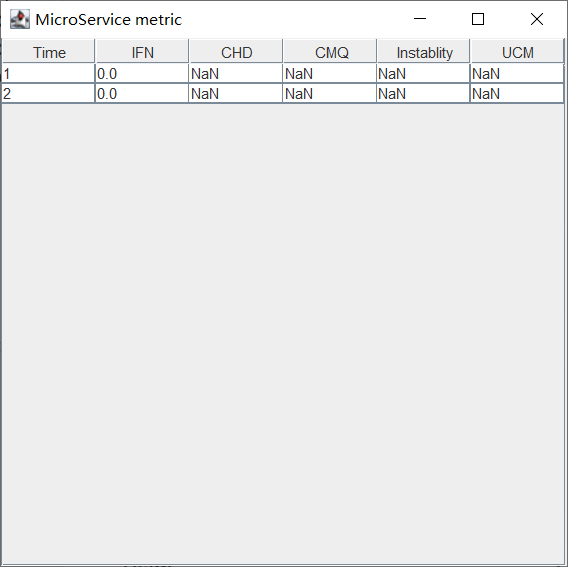 MicroService metric
Time IFN CHD CMQ Instablity UCM
1 0.0 NaN NaN NaN NaN
2 0.0 NaN NaN NaN NaN